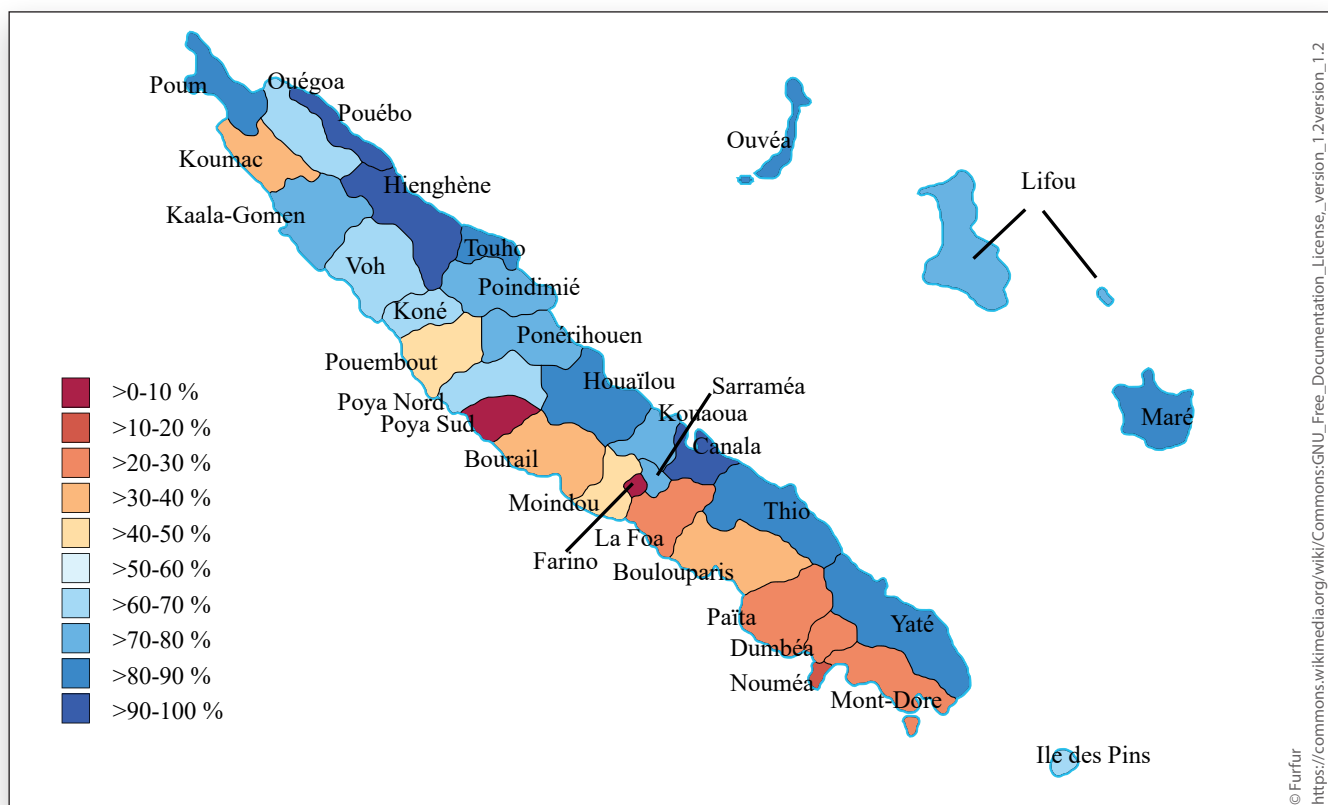 Poum
Ouégoa
Pouébo
Koumac
Hienghène
Kaala-Gomen
Touho
Voh
Poindimié
Koné
Ponérihouen
Pouembout
Houaïlou
Sarraméa
Poya Nord
Kouaoua
Poya Sud
Canala
Bourail
Moindou
Thio
La Foa
Farino
Boulouparis
Païta
Yaté
Dumbéa
Nouméa
Mont-Dore
Ile des Pins
Ouvéa
Lifou
Maré
>0-10 %
>10-20 %
>20-30 %
>30-40 %
>40-50 %
>50-60 %
>60-70 %
>70-80 %
>80-90 %
>90-100 %
© Furfur
https://commons.wikimedia.org/wiki/Commons:GNU_Free_Documentation_License,_version_1.2version_1.2